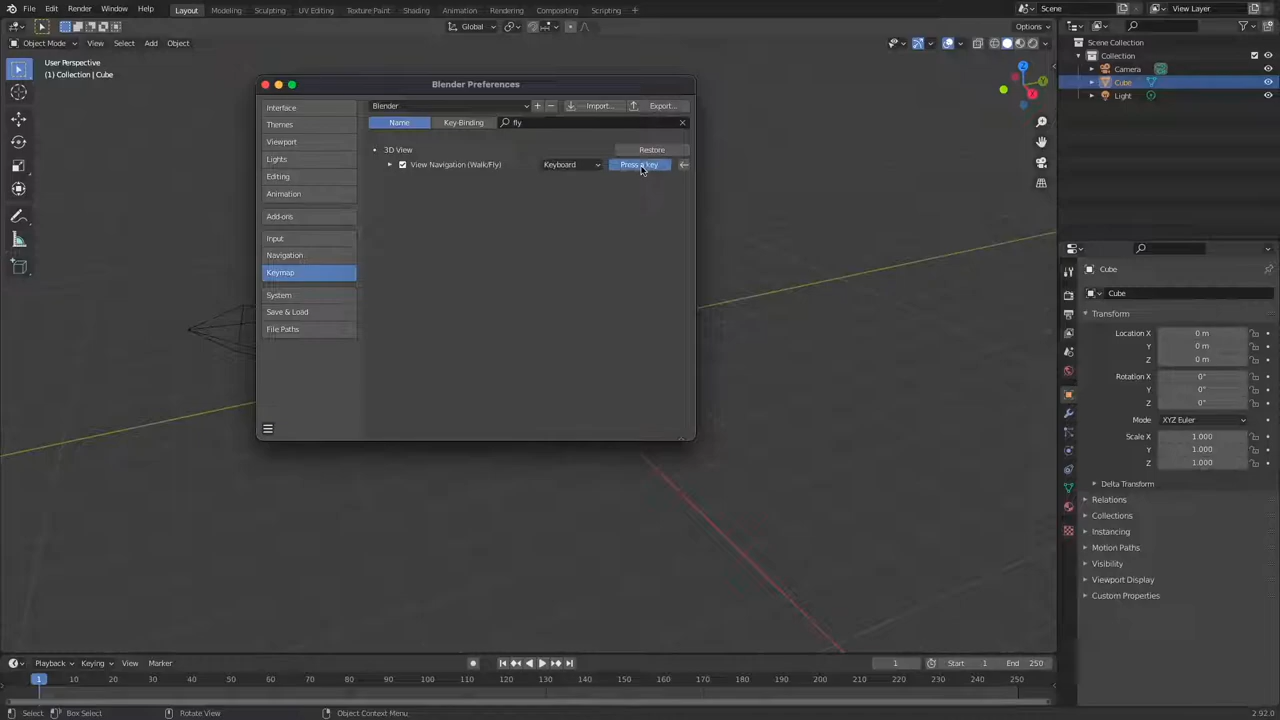 File Edit Render Window Help Layout Modeling Sculpting UV Editing Texture Paint Shading Animation Rendering Compositing Scripting + Scene View Layer
Global Options
Object Mode View Select Add Object
User Perspective
(1) Collection | Cube
Scene Collection
Collection
Camera
Cube
Light
Blender Preferences
Interface
Themes
Viewport
Lights
Editing
Animation
Add-ons
Input
Navigation
Keymap
System
Save & Load
File Paths
Blender + − Import... Export...
Name Key-Binding fly
3D View Restore
View Navigation (Walk/Fly) Keyboard Press a key
Z
Y
X
Cube
Cube
Transform
Location X 0 m
Y 0 m
Z 0 m
Rotation X 0°
Y 0°
Z 0°
Mode XYZ Euler
Scale X 1.000
Y 1.000
Z 1.000
Delta Transform
Relations
Collections
Instancing
Motion Paths
Visibility
Viewport Display
Custom Properties
Playback Keying View Marker 1 Start 1 End 250
1 10 20 30 40 50 60 70 80 90 100 110 120 130 140 150 160 170 180 190 200 210 220 230 240 250
Select Box Select Rotate View Object Context Menu 2.92.0